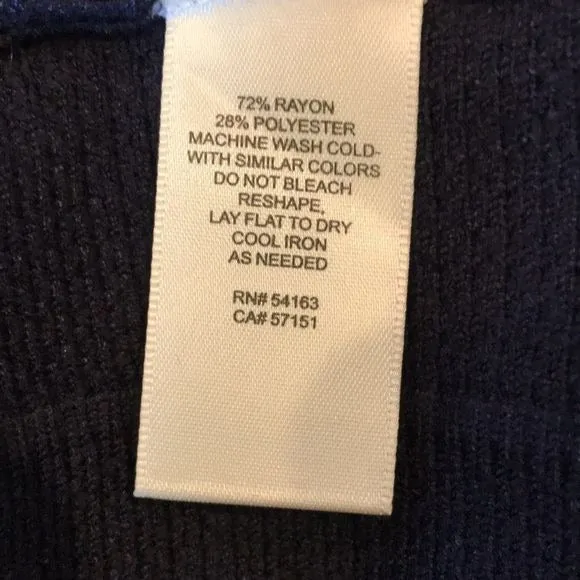 72% RAYON
28% POLYESTER
MACHINE WASH COLD-
WITH SIMILAR COLORS
DO NOT BLEACH
RESHAPE,
LAY FLAT TO DRY
COOL IRON
AS NEEDED
RN# 54163
CA# 57151